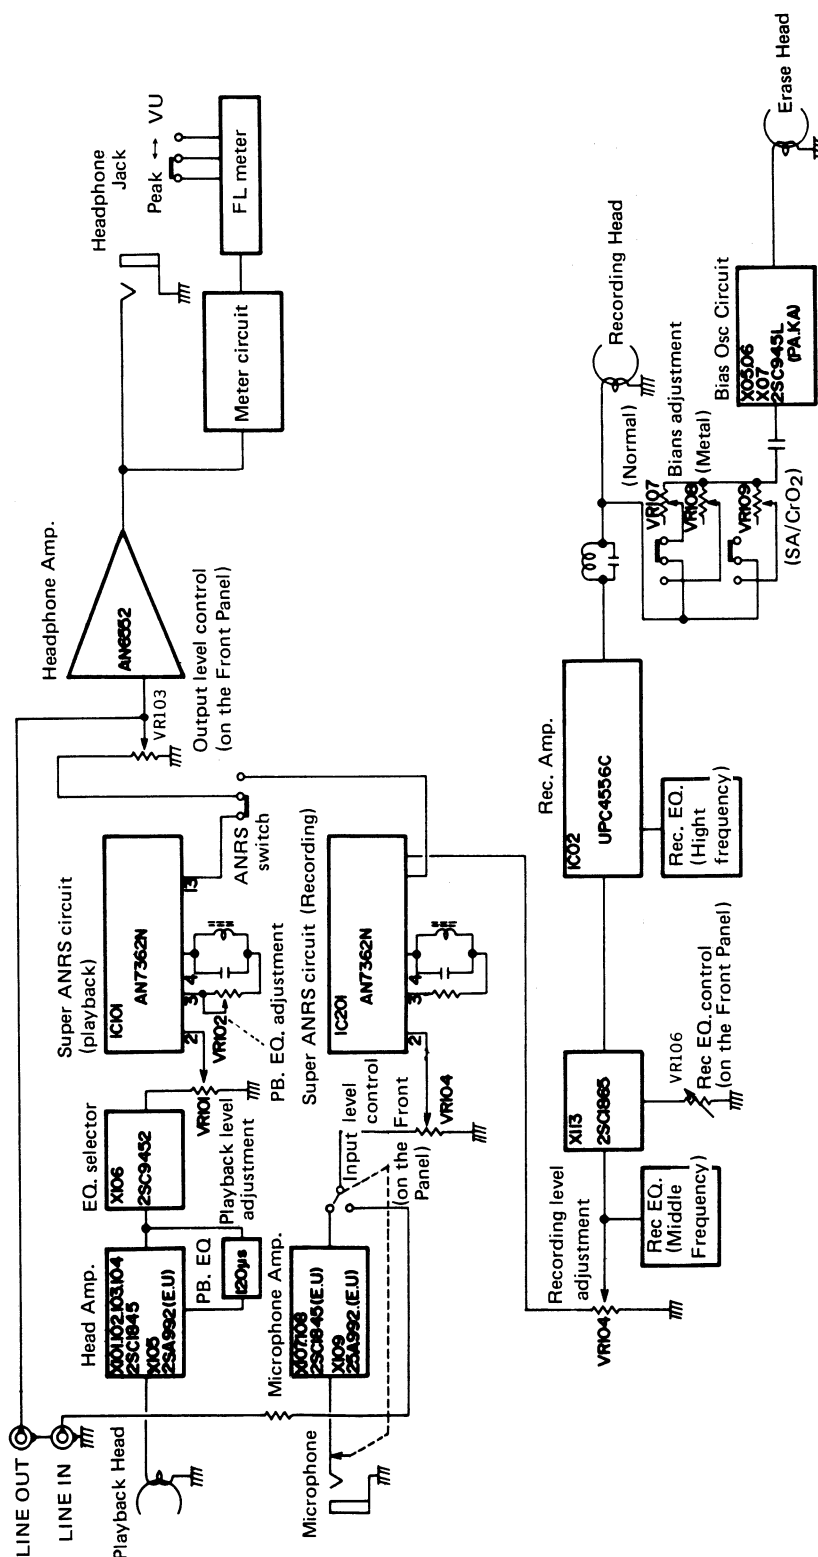 LINE OUT
LINE IN
Playback Head
Head Amp.
X101.102.103.104
2SC1845
X105
2SA992(E.U)
PB. EQ
120μs
EQ. selector
X106
2SC9452
Playback level
adjustment
VR101
Super ANRS circuit
(playback)
IC101
AN7362N
2
3
4
13
VR102
PB. EQ. adjustment
ANRS
switch
VR103
Output level control
(on the Front Panel)
Headphone Amp.
AN6552
Headphone
Jack
Peak ↔ VU
FL meter
Meter circuit
Microphone
Microphone Amp.
X107.108
2SC1845(E.U)
X109
2SA992.(E.U)
Input level
control
(on the Front
Panel)
VR104
Super ANRS circuit (Recording)
IC201
AN7362N
2
3
4
Recording level
adjustment
VR104
Rec EQ.
(Middle
Frequency)
X113
2SC1865
VR106
Rec EQ. control
(on the Front Panel)
Rec. Amp.
IC02
UPC4556C
Rec. EQ.
(Hight
frequency)
Recording Head
(Normal)
Bians adjustment
(Metal)
VR107
VR108
VR109
(SA/CrO2)
Bias Osc Circuit
X05.06
X07
2SC945L
(PA.KA)
Erase Head